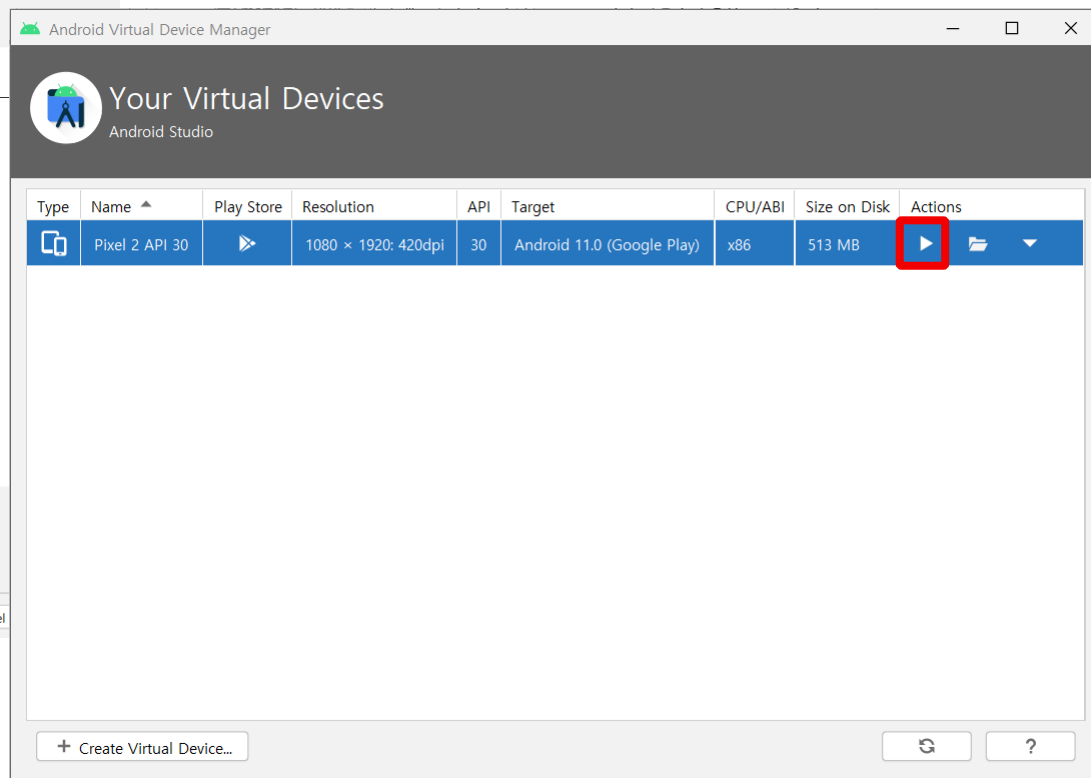 Android Virtual Device Manager
Your Virtual Devices
Android Studio
Type Name Play Store Resolution API Target CPU/ABI Size on Disk Actions
Pixel 2 API 30 1080 × 1920: 420dpi 30 Android 11.0 (Google Play) x86 513 MB
el
+ Create Virtual Device... ?